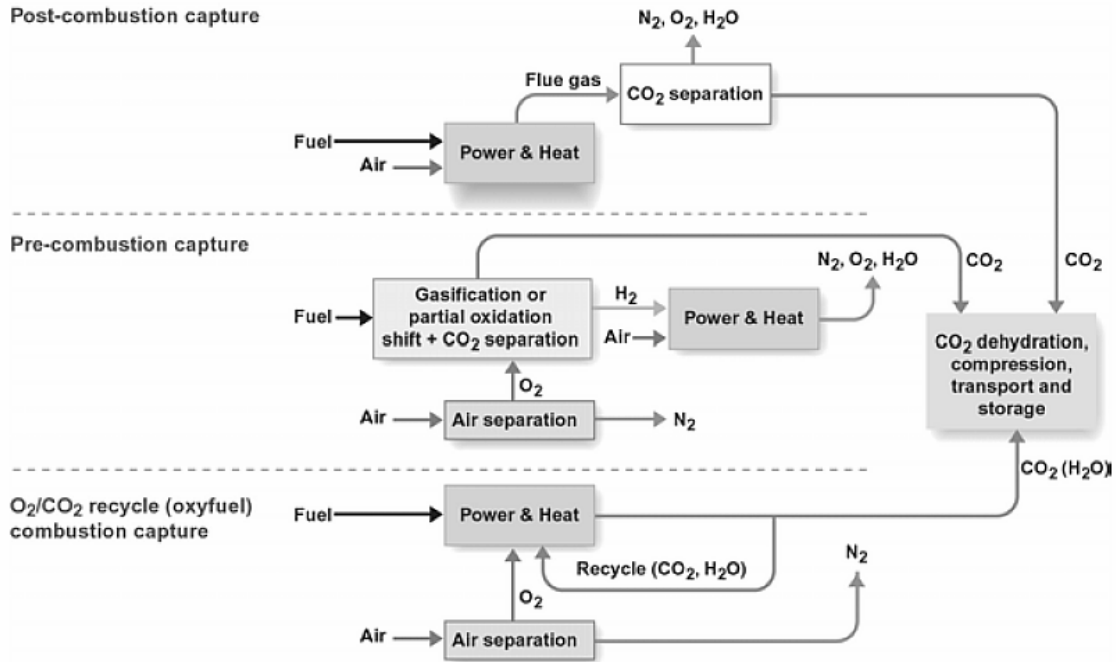 Post-combustion capture
N₂, O₂, H₂O
Flue gas
CO₂ separation
Fuel
Air
Power & Heat
Pre-combustion capture
N₂, O₂, H₂O
CO₂
CO₂
Gasification or
partial oxidation
shift + CO₂ separation
H₂
Fuel
Air
Power & Heat
CO₂ dehydration,
compression,
transport and
storage
O₂
Air
Air separation
N₂
CO₂ (H₂O)
O₂/CO₂ recycle (oxyfuel)
combustion capture
Fuel
Power & Heat
N₂
Recycle (CO₂, H₂O)
O₂
Air
Air separation